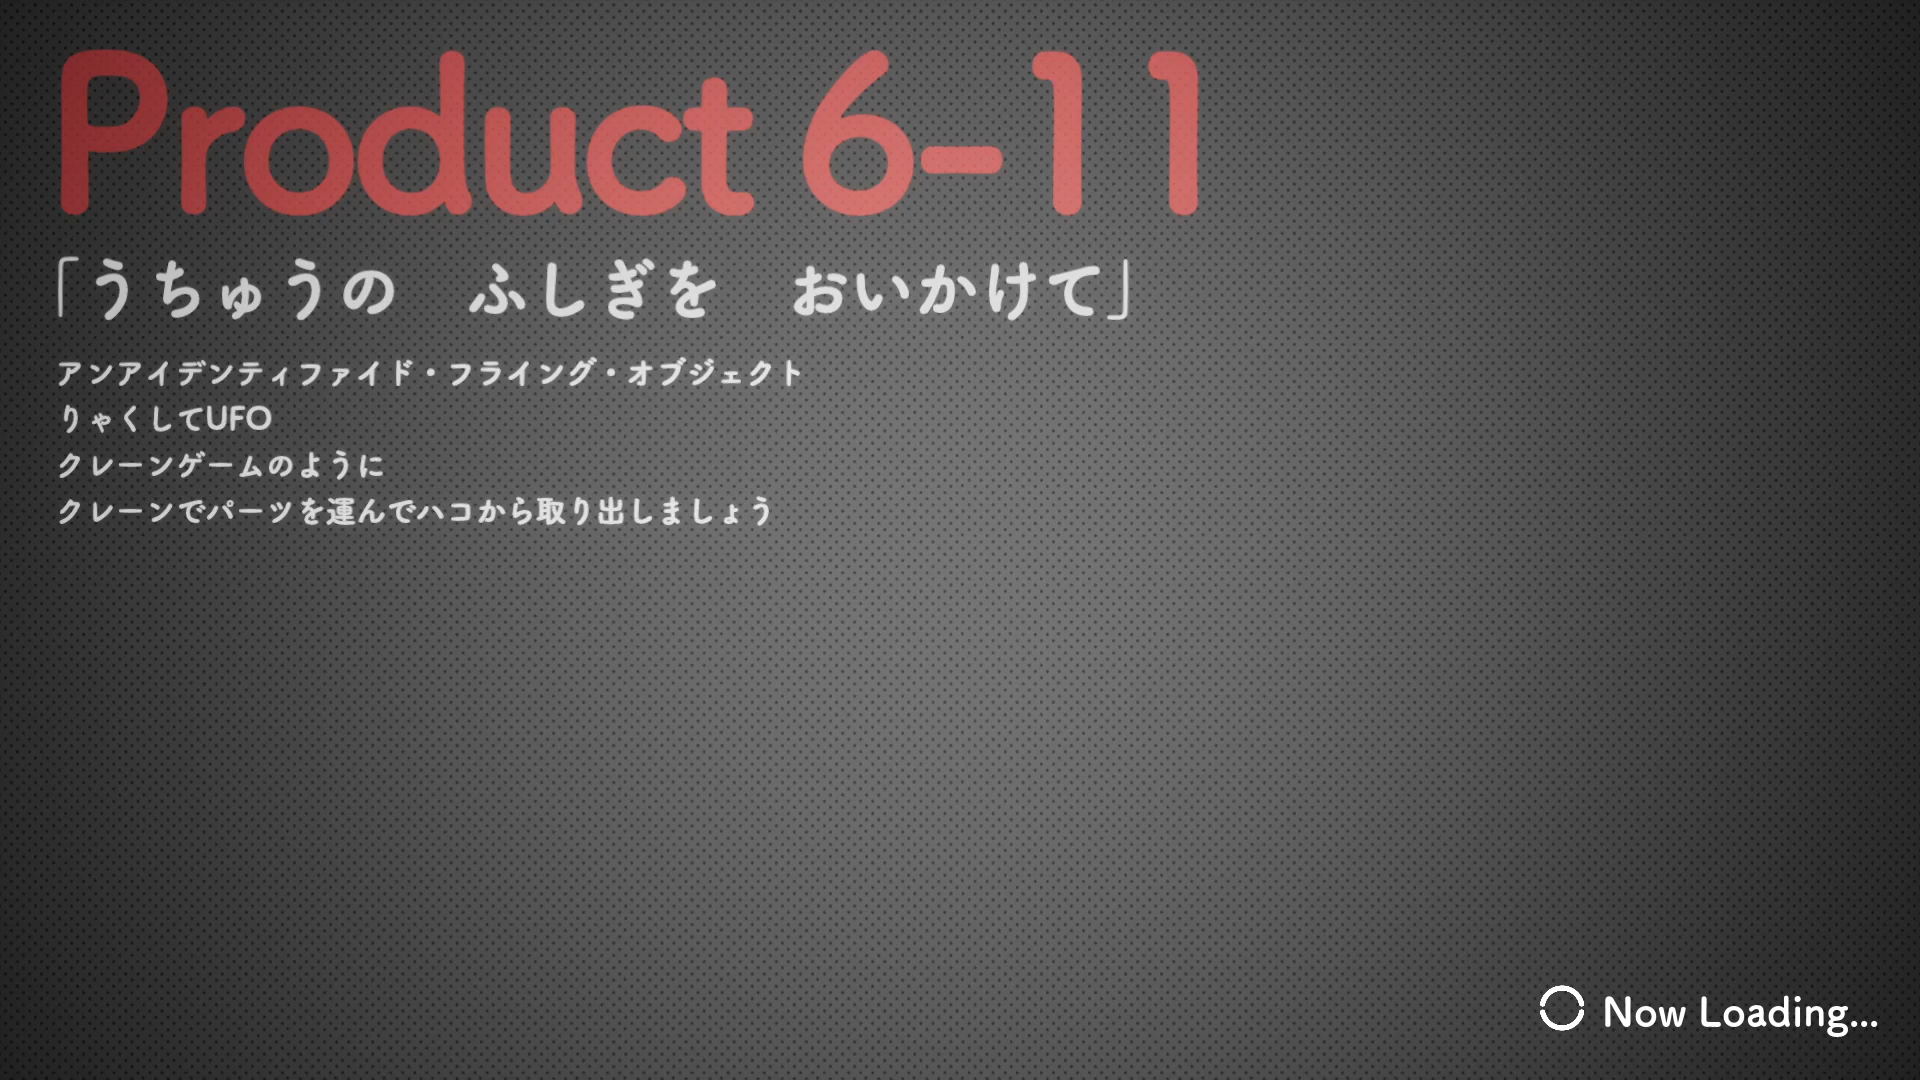 Product 6-11
「うちゅうの　ふしぎを　おいかけて」
アンアイデンティファイド・フライング・オブジェクト
りゃくしてUFO
クレーンゲームのように
クレーンでパーツを運んでハコから取り出しましょう
Now Loading...